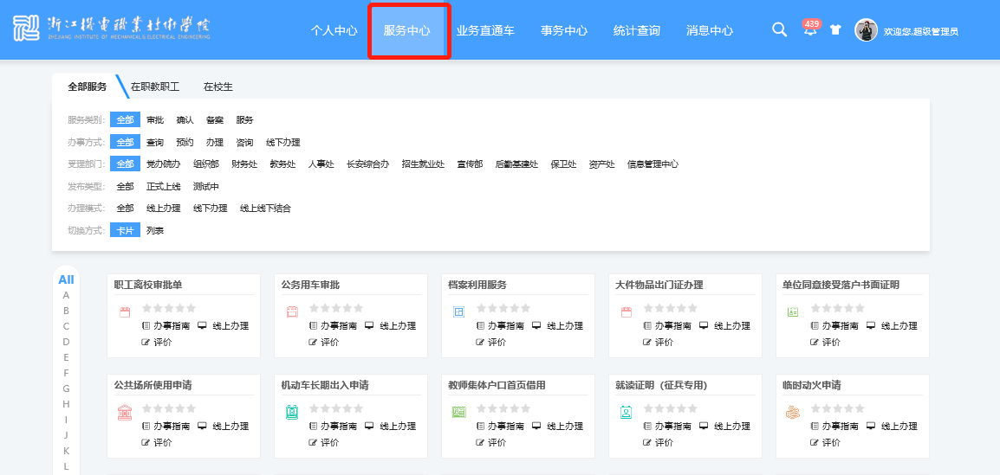 浙江機電職業技術學院
ZHEJIANG INSTITUTE OF MECHANICAL & ELECTRICAL ENGINEERING
个人中心 服务中心 业务直通车 事务中心 统计查询 消息中心 439 欢迎您,超级管理员
全部服务 在职教职工 在校生
服务类别: 全部 审批 确认 备案 服务
办事方式: 全部 查询 预约 办理 咨询 线下办理
受理部门: 全部 党办院办 组织部 财务处 教务处 人事处 长安综合办 招生就业处 宣传部 后勤基建处 保卫处 资产处 信息管理中心
发布类型: 全部 正式上线 测试中
办理模式: 全部 线上办理 线下办理 线上线下结合
切换方式: 卡片 列表
All
A
B
C
D
E
F
G
H
I
J
K
L
职工离校审批单 公务用车审批 档案利用服务 大件物品出门证办理 单位同意接受落户书面证明
办事指南 线上办理 办事指南 线上办理 办事指南 线上办理 办事指南 线上办理 办事指南 线上办理
评价 评价 评价 评价 评价
公共场所使用申请 机动车长期出入申请 教师集体户口首页借用 就读证明（征兵专用） 临时动火申请
办事指南 线上办理 办事指南 线上办理 办事指南 线上办理 办事指南 线上办理 办事指南 线上办理
评价 评价 评价 评价 评价